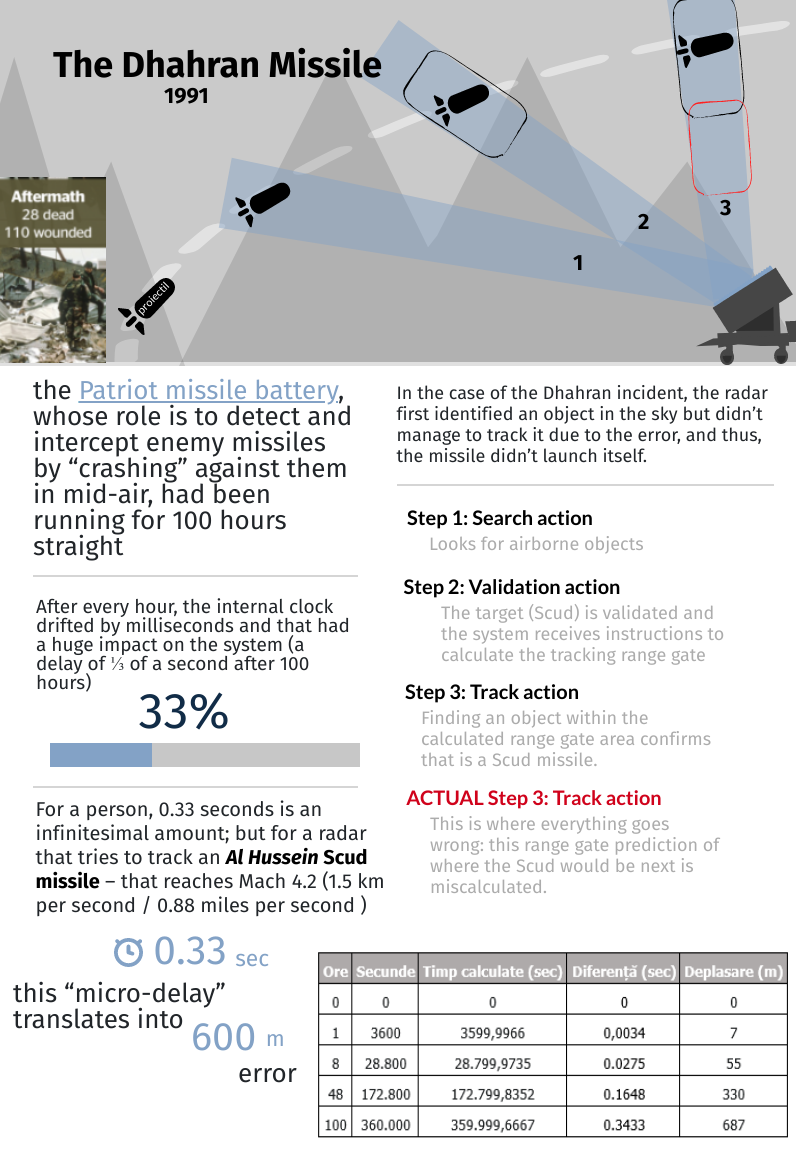 The Dhahran Missile
1991
Aftermath
28 dead
110 wounded
proiectil
1
2
3
the Patriot missile battery,
whose role is to detect and
intercept enemy missiles
by “crashing” against them
in mid-air, had been
running for 100 hours
straight
After every hour, the internal clock
drifted by milliseconds and that had
a huge impact on the system (a
delay of ⅓ of a second after 100
hours)
33%
For a person, 0.33 seconds is an
infinitesimal amount; but for a radar
that tries to track an Al Hussein Scud
missile – that reaches Mach 4.2 (1.5 km
per second / 0.88 miles per second )
0.33 sec
this “micro-delay”
translates into
600 m
error
In the case of the Dhahran incident, the radar
first identified an object in the sky but didn’t
manage to track it due to the error, and thus,
the missile didn’t launch itself.
Step 1: Search action
Looks for airborne objects
Step 2: Validation action
The target (Scud) is validated and
the system receives instructions to
calculate the tracking range gate
Step 3: Track action
Finding an object within the
calculated range gate area confirms
that is a Scud missile.
ACTUAL Step 3: Track action
This is where everything goes
wrong: this range gate prediction of
where the Scud would be next is
miscalculated.
Ore Secunde Timp calculate (sec) Diferență (sec) Deplasare (m)
0 0 0 0 0
1 3600 3599,9966 0,0034 7
8 28.800 28.799,9735 0.0275 55
48 172.800 172.799,8352 0.1648 330
100 360.000 359.999,6667 0.3433 687